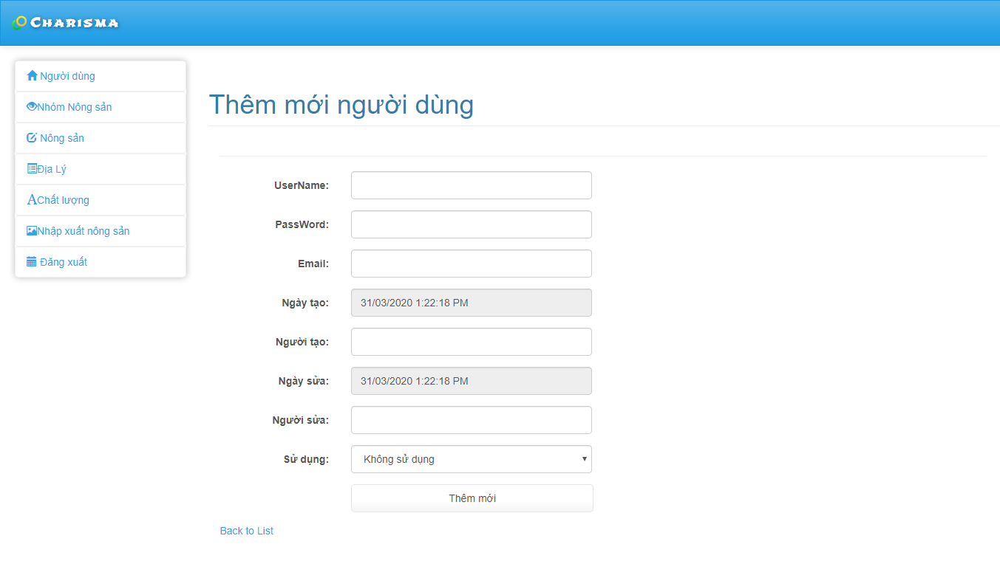 CHARISMA
Người dùng
Nhóm Nông sản
Nông sản
Địa Lý
Chất lượng
Nhập xuất nông sản
Đăng xuất
Thêm mới người dùng
UserName:
PassWord:
Email:
Ngày tạo: 31/03/2020 1:22:18 PM
Người tạo:
Ngày sửa: 31/03/2020 1:22:18 PM
Người sửa:
Sử dụng: Không sử dụng
Thêm mới
Back to List